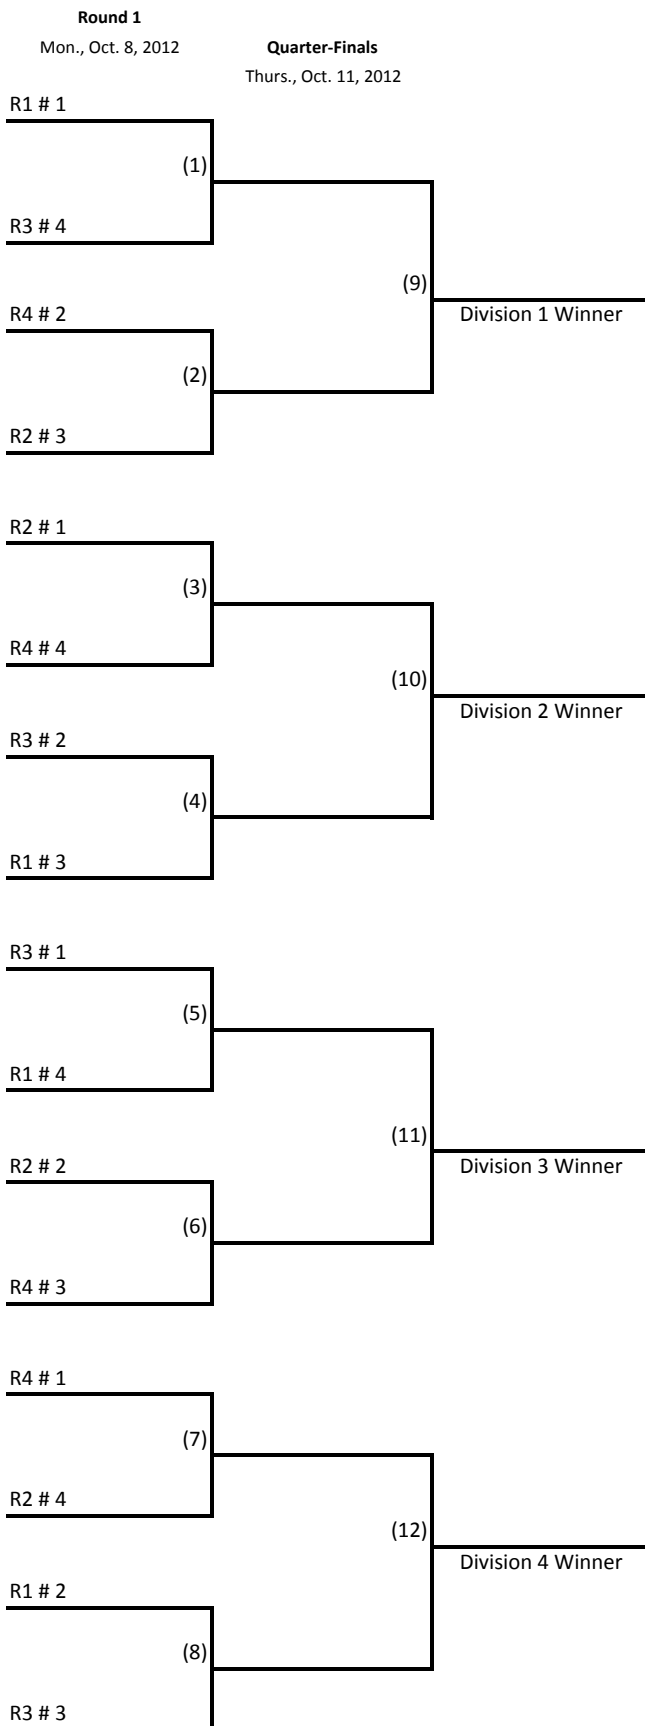 Round 1
Mon., Oct. 8, 2012
Quarter-Finals
Thurs., Oct. 11, 2012
R1 # 1
(1)
R3 # 4
(9)
Division 1 Winner
R4 # 2
(2)
R2 # 3
R2 # 1
(3)
R4 # 4
(10)
Division 2 Winner
R3 # 2
(4)
R1 # 3
R3 # 1
(5)
R1 # 4
(11)
Division 3 Winner
R2 # 2
(6)
R4 # 3
R4 # 1
(7)
R2 # 4
(12)
Division 4 Winner
R1 # 2
(8)
R3 # 3